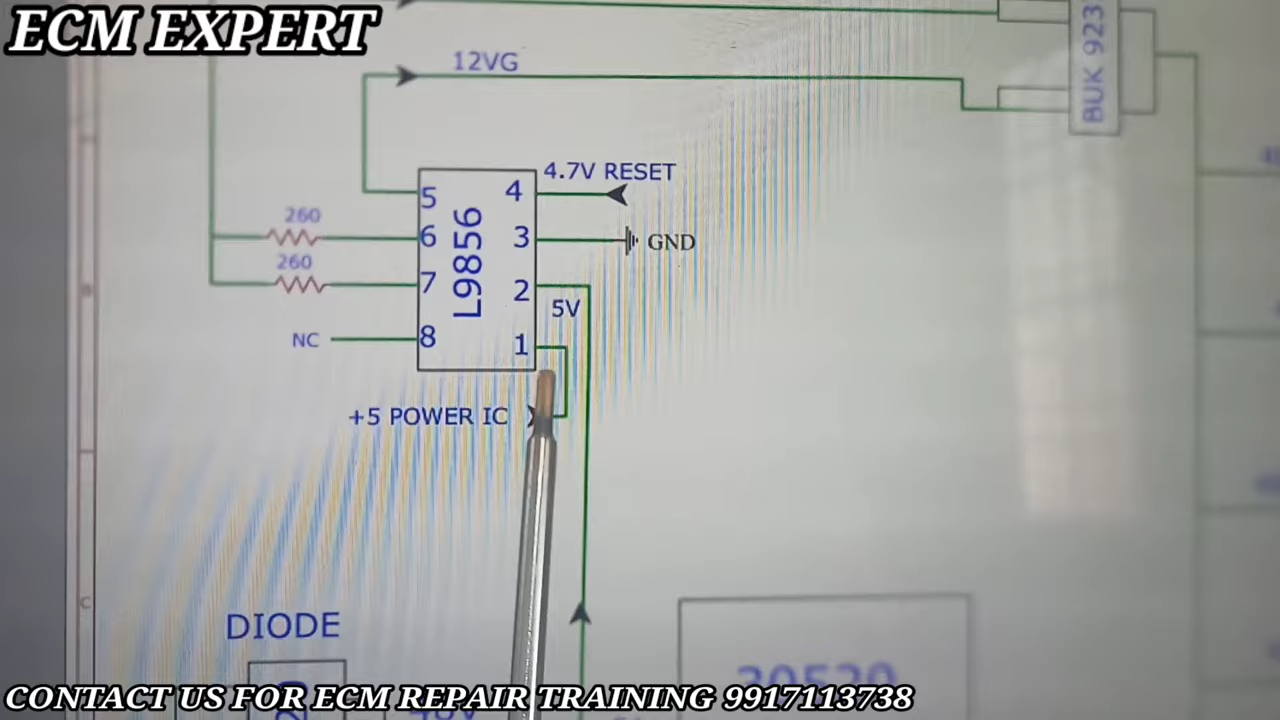 ECM EXPERT
12VG
BUK 923
4.7V RESET
5 4
260
6 3 GND
L9856
260
7 2
5V
NC 8 1
+5 POWER IC
B
C
DIODE
30520
CONTACT US FOR ECM REPAIR TRAINING 9917113738